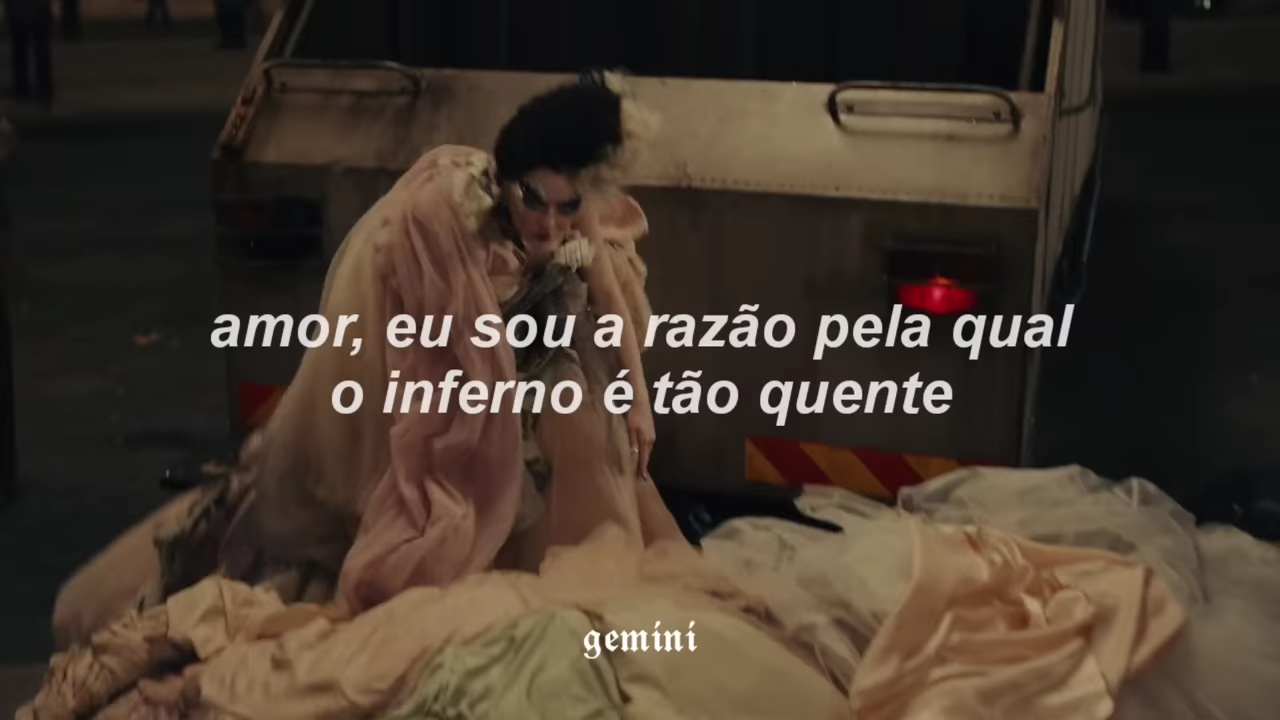 amor, eu sou a razão pela qual
o inferno é tão quente
gemini